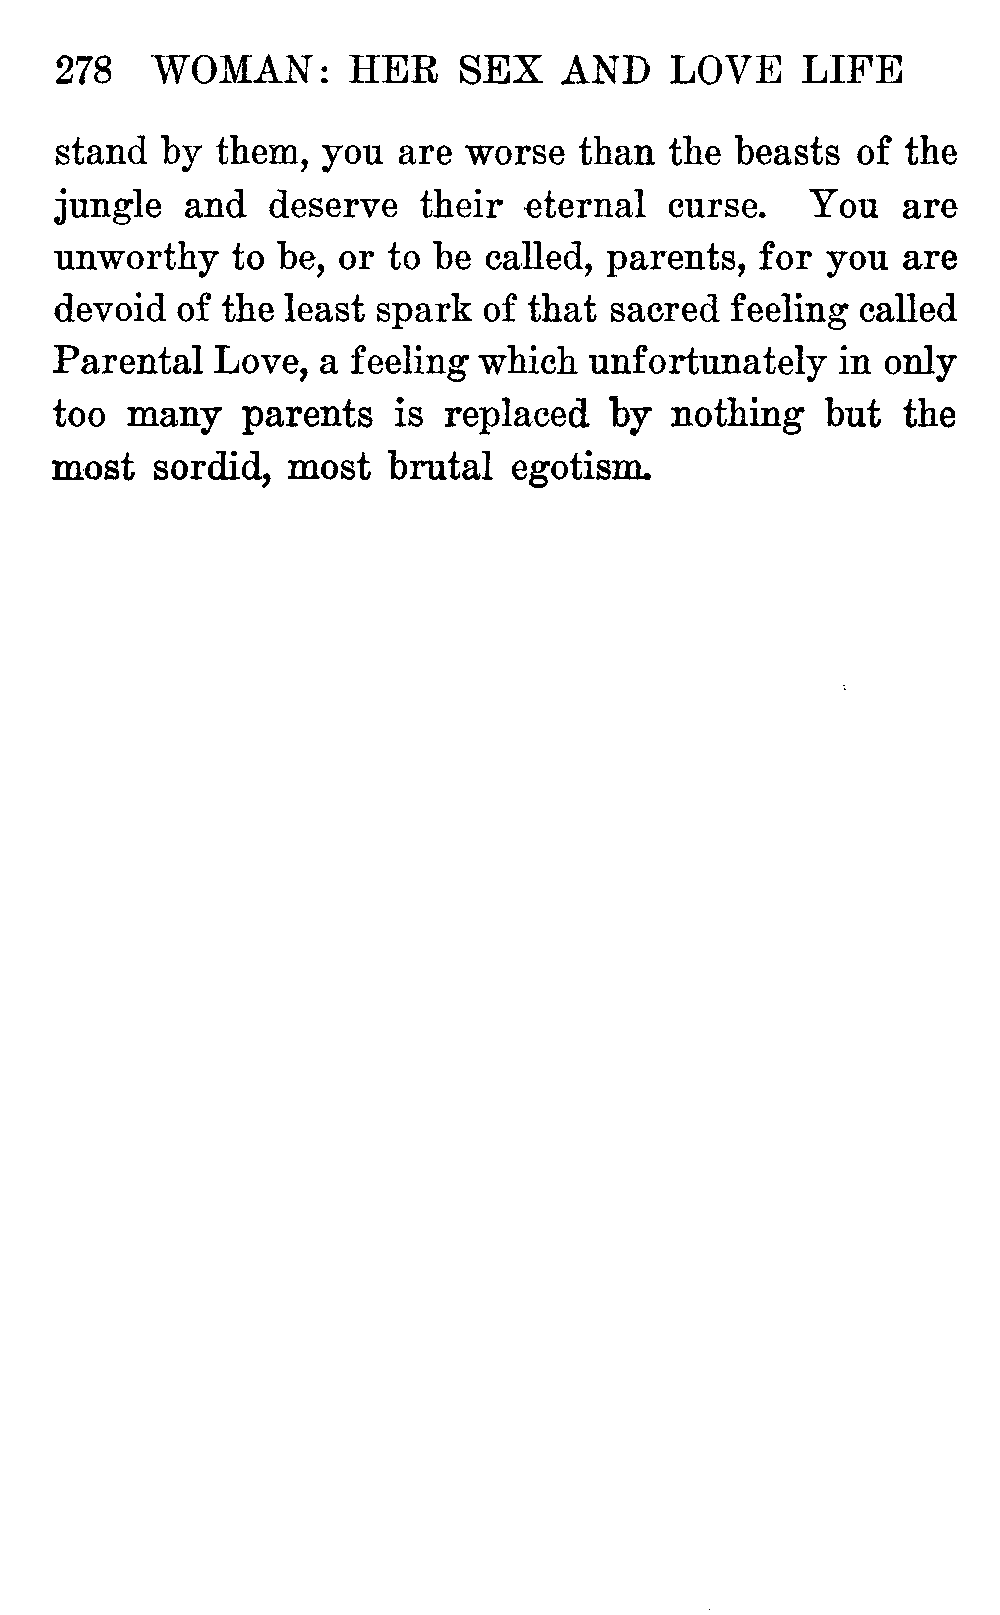 278 WOMAN: HER SEX AND LOVE LIFE
stand by them, you are worse than the beasts of the
jungle and deserve their eternal curse. You are
unworthy to be, or to be called, parents, for you are
devoid of the least spark of that sacred feeling called
Parental Love, a feeling which unfortunately in only
too many parents is replaced by nothing but the
most sordid, most brutal egotism.